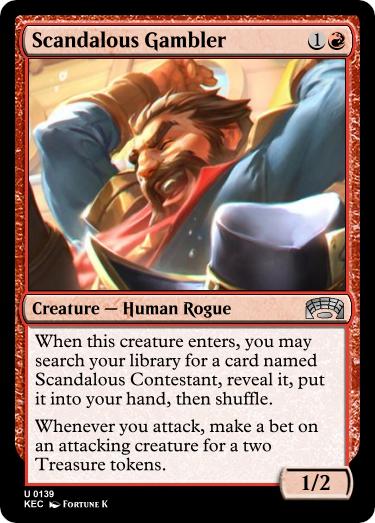 Scandalous Gambler 1
Creature — Human Rogue
When this creature enters, you may
search your library for a card named
Scandalous Contestant, reveal it, put
it into your hand, then shuffle.
Whenever you attack, make a bet on
an attacking creature for a two
Treasure tokens.
1/2
U 0139
KEC Fortune K